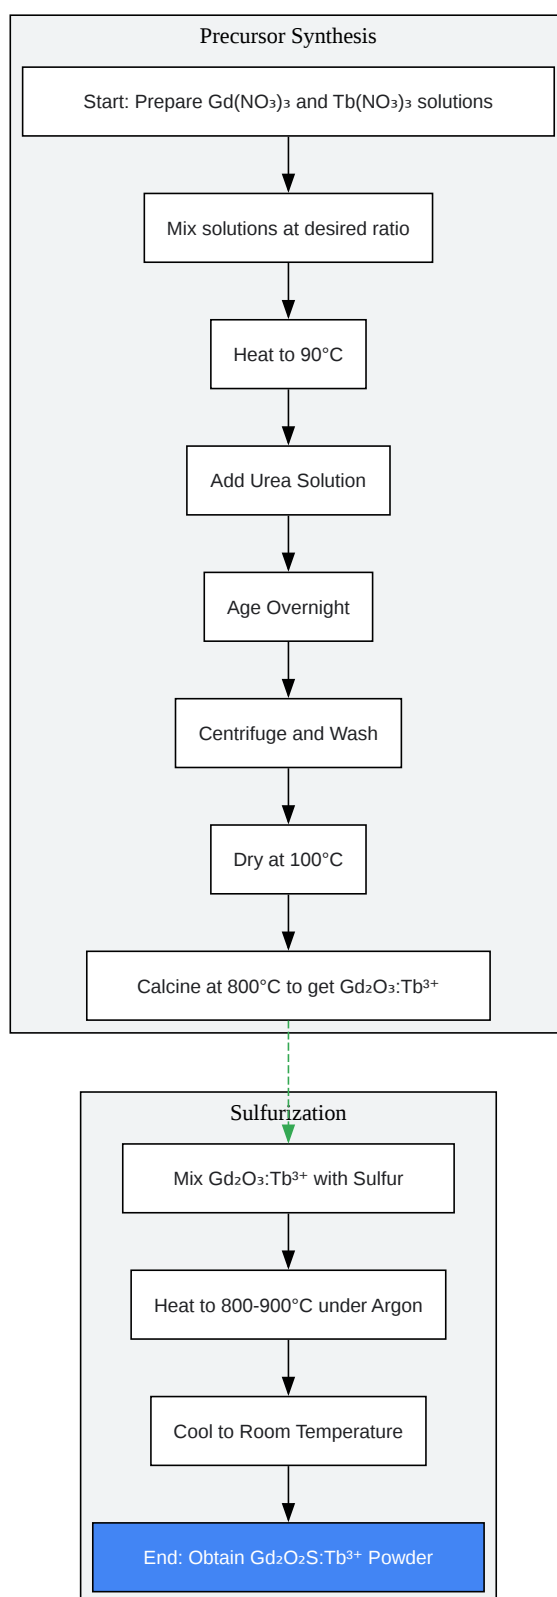 Precursor Synthesis
Start: Prepare Gd(NO₃)₃ and Tb(NO₃)₃ solutions
Mix solutions at desired ratio
Heat to 90°C
Add Urea Solution
Age Overnight
Centrifuge and Wash
Dry at 100°C
Calcine at 800°C to get Gd₂O₃:Tb³⁺
Sulfurization
Mix Gd₂O₃:Tb³⁺ with Sulfur
Heat to 800-900°C under Argon
Cool to Room Temperature
End: Obtain Gd₂O₂S:Tb³⁺ Powder